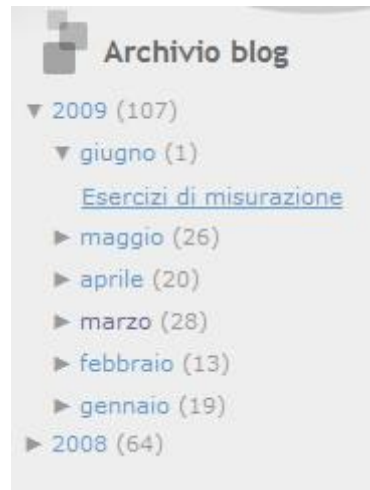 Archivio blog
▼ 2009 (107)
▼ giugno (1)
Esercizi di misurazione
► maggio (26)
► aprile (20)
► marzo (28)
► febbraio (13)
► gennaio (19)
► 2008 (64)